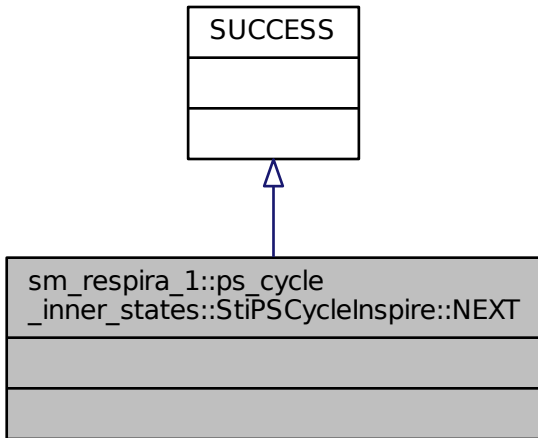 SUCCESS
sm_respira_1::ps_cycle
_inner_states::StiPSCycleInspire::NEXT